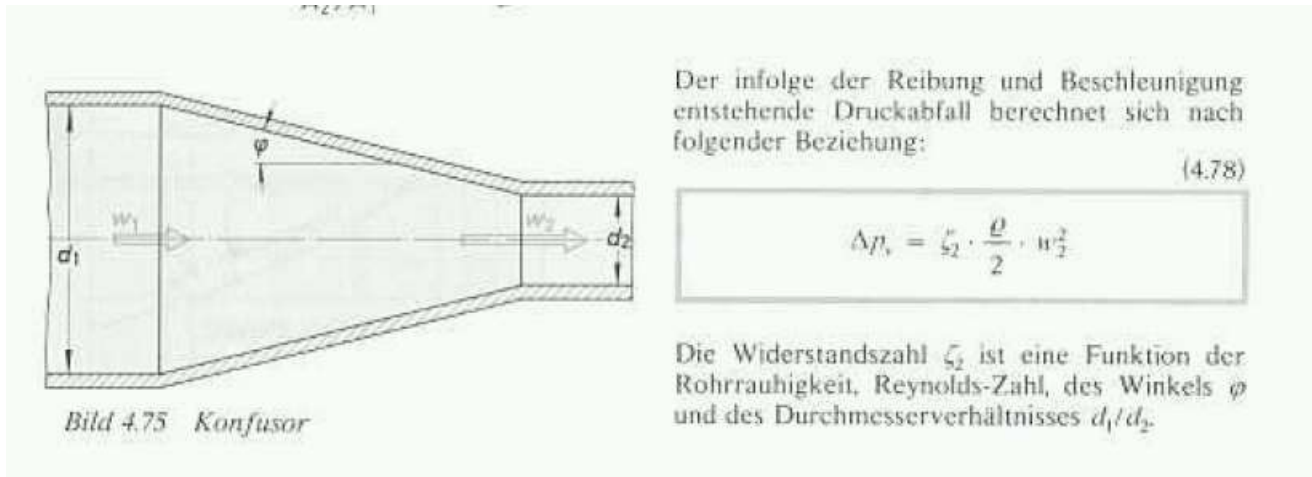 Der infolge der Reibung und Beschleunigung
entstehende Druckabfall berechnet sich nach
folgender Beziehung:
(4.78)
Δp_v = ζ₂ · ϱ/2 · w₂²
Die Widerstandszahl ζ₂ ist eine Funktion der
Rohrrauhigkeit, Reynolds-Zahl, des Winkels φ
und des Durchmesserverhältnisses d₁/d₂.
φ
w₁
w₂
d₁
d₂
Bild 4.75 Konfusor